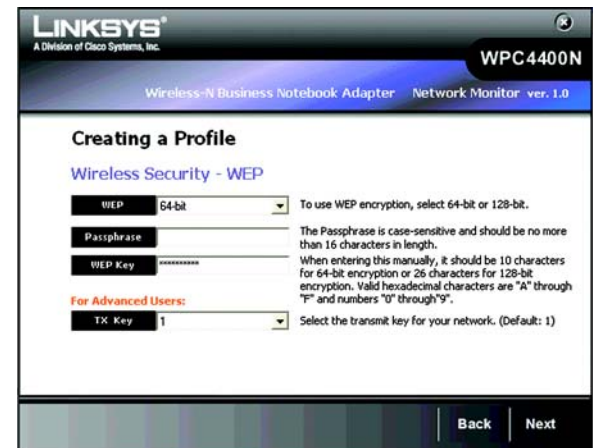 LINKSYS®
A Division of Cisco Systems, Inc.
WPC4400N
Wireless-N Business Notebook Adapter Network Monitor ver. 1.0
Creating a Profile
Wireless Security - WEP
WEP 64-bit To use WEP encryption, select 64-bit or 128-bit.
Passphrase The Passphrase is case-sensitive and should be no more
than 16 characters in length.
WEP Key ********** When entering this manually, it should be 10 characters
for 64-bit encryption or 26 characters for 128-bit
encryption. Valid hexadecimal characters are "A" through
"F" and numbers "0" through"9".
For Advanced Users:
TX Key 1 Select the transmit key for your network. (Default: 1)
Back Next